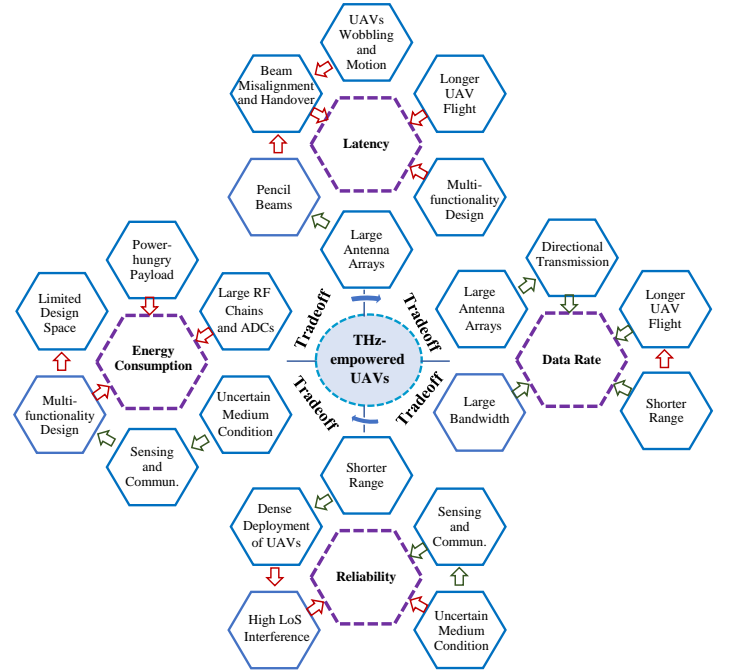 UAVs
Wobbling
and
Motion
Beam
Misalignment
and Handover
Longer
UAV
Flight
Latency
Pencil
Beams
Multi-
functionality
Design
Large
Antenna
Arrays
Power-
hungry
Payload
Directional
Transmission
Limited
Design
Space
Large RF
Chains
and ADCs
Large
Antenna
Arrays
Longer
UAV
Flight
Tradeoff
Tradeoff
Energy
Consumption
THz-
empowered
UAVs
Data Rate
Multi-
functionality
Design
Uncertain
Medium
Condition
Tradeoff
Tradeoff
Large
Bandwidth
Shorter
Range
Sensing
and
Commun.
Shorter
Range
Dense
Deployment
of UAVs
Sensing
and
Commun.
Reliability
High LoS
Interference
Uncertain
Medium
Condition